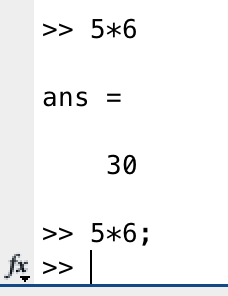 >> 5*6
ans =
30
>> 5*6;
fx >>